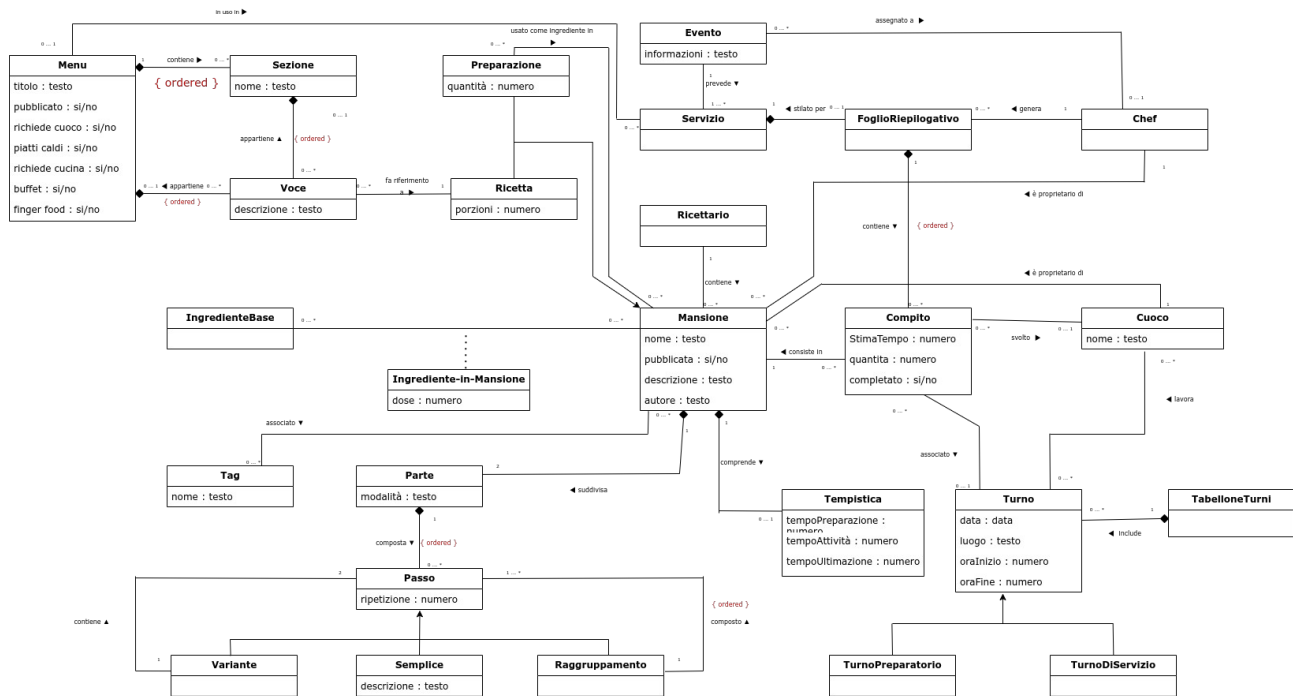 in uso in ▶
usato come ingrediente in
▶
assegnato a ▶
0 ... 1
0 ... *
0 ... *
0 ... *
Evento
informazioni : testo
Menu
titolo : testo
pubblicato : si/no
richiede cuoco : si/no
piatti caldi : si/no
richiede cucina : si/no
buffet : si/no
finger food : si/no
1
contiene ▶
0 ... *
{ ordered }
Sezione
nome : testo
Preparazione
quantità : numero
1
prevede ▼
1 ... *
0 ... *
Servizio
1
◀ stilato per
0 ... 1
FoglioRiepilogativo
0 ... *
◀ genera
1
0 ... 1
Chef
1
0 ... 1
appartiene ▲
{ ordered }
0 ... *
0 ... 1
◀ appartiene
0 ... *
{ ordered }
Voce
descrizione : testo
0 ... *
fa riferimento
a ▶
1
Ricetta
porzioni : numero
1
◀ è proprietario di
Ricettario
1
contiene ▼
0 ... *
contiene ▼
{ ordered }
0 ... *
◀ è proprietario di
0 ... *
0 ... *
1
IngredienteBase
0 ... *
0 ... *
Mansione
nome : testo
pubblicata : si/no
descrizione : testo
autore : testo
0 ... *
◀ consiste in
1
0 ... *
Compito
StimaTempo : numero
quantita : numero
completato : si/no
0 ... *
svolto ▶
0 ... 1
Cuoco
nome : testo
0 ... *
◀ lavora
Ingrediente-in-Mansione
dose : numero
0 ... *
associato ▼
0 ... *
Tag
nome : testo
1
2
◀ suddivisa
Parte
modalità : testo
1
comprende ▼
0 ... 1
Tempistica
tempoPreparazione :
numero
tempoAttività : numero
tempoUltimazione : numero
0 ... *
associato ▼
0 ... 1
0 ... *
Turno
data : data
luogo : testo
oraInizio : numero
oraFine : numero
0 ... *
◀ include
1
TabelloneTurni
1
composta ▼
{ ordered }
0 ... *
2
1 ... *
Passo
ripetizione : numero
contiene ▲
{ ordered }
composto ▲
1
1
Variante
Semplice
descrizione : testo
Raggruppamento
TurnoPreparatorio
TurnoDiServizio